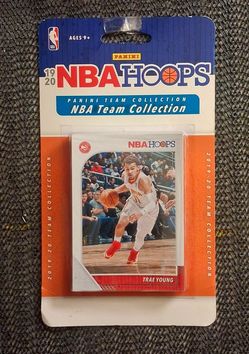 AGES 9+
PANINI
NBA
19
20
NBA HOOPS
PANINI TEAM COLLECTION
NBA Team Collection
2019-20 TEAM COLLECTION
2019-20 TEAM COLLECTION
NBA HOOPS
TRAE YOUNG